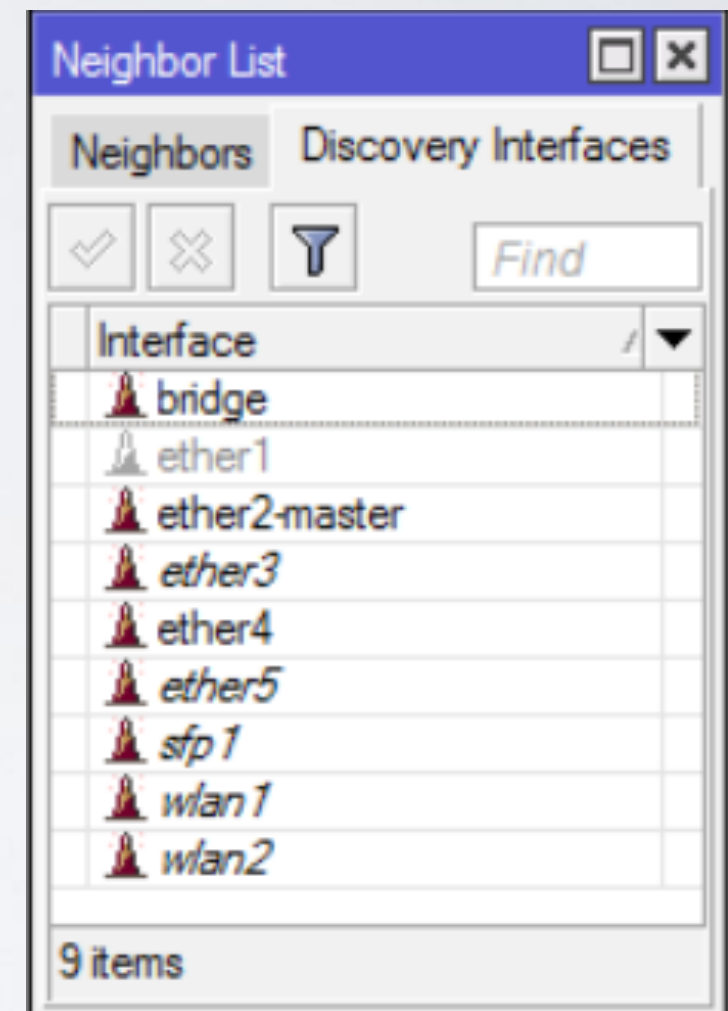 Neighbor List
Neighbors Discovery Interfaces
Find
Interface
bridge
ether1
ether2-master
ether3
ether4
ether5
sfp1
wlan1
wlan2
9 items